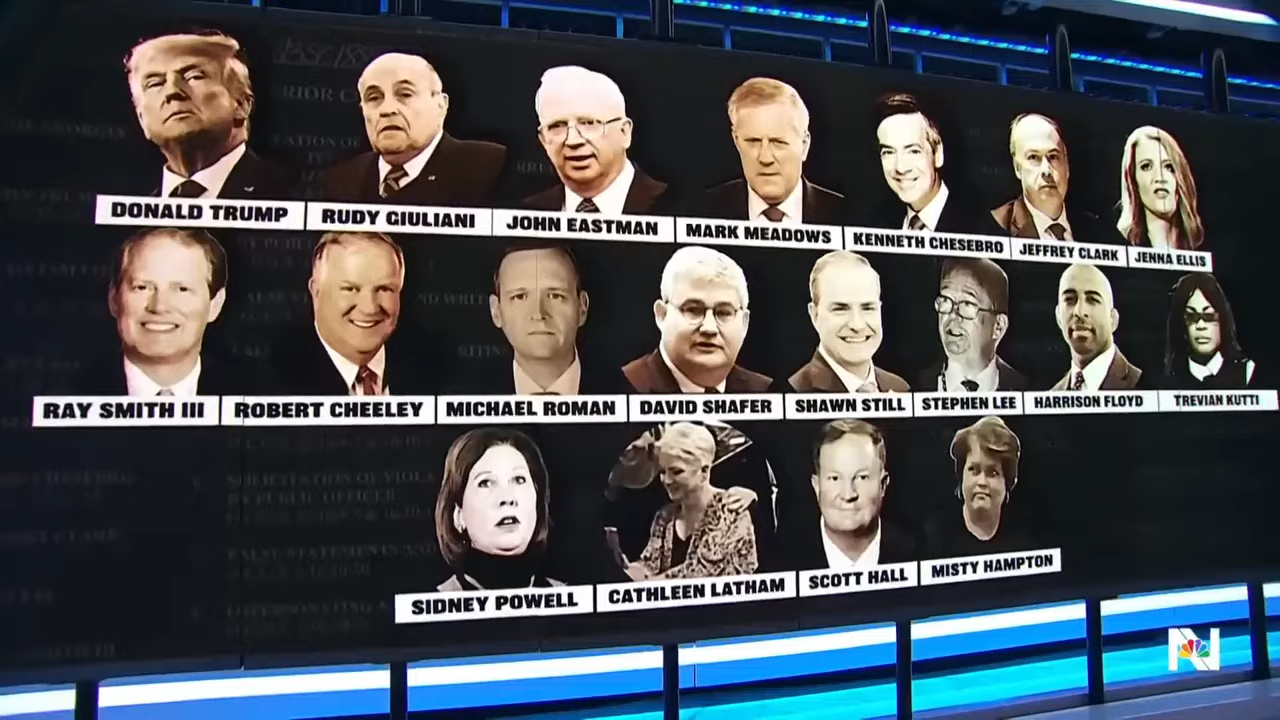 DONALD TRUMP
RUDY GIULIANI
JOHN EASTMAN
MARK MEADOWS
KENNETH CHESEBRO
JEFFREY CLARK
JENNA ELLIS
RAY SMITH III
ROBERT CHEELEY
MICHAEL ROMAN
DAVID SHAFER
SHAWN STILL
STEPHEN LEE
HARRISON FLOYD
TREVIAN KUTTI
SIDNEY POWELL
CATHLEEN LATHAM
SCOTT HALL
MISTY HAMPTON